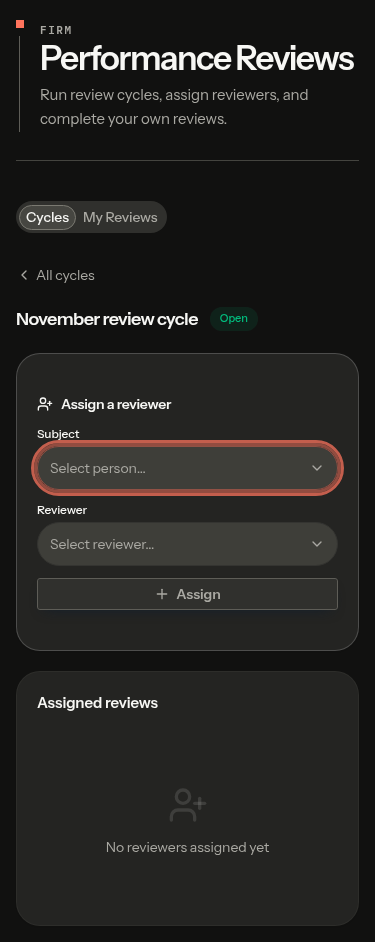 FIRM
Performance Reviews
Run review cycles, assign reviewers, and
complete your own reviews.
Cycles My Reviews
All cycles
November review cycle Open
Assign a reviewer
Subject
Select person...
Reviewer
Select reviewer...
Assign
Assigned reviews
No reviewers assigned yet